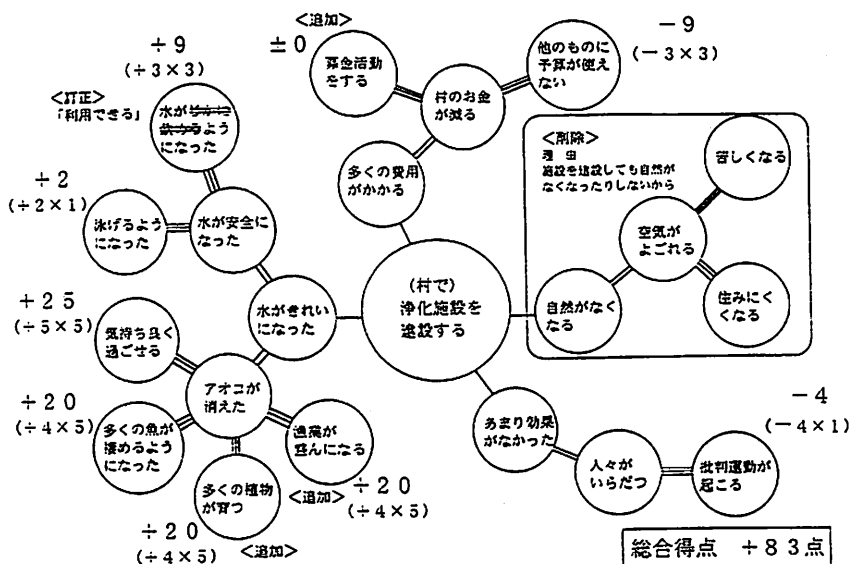 +9
(+3×3)
<訂正>
「利用できる」
水がじかに
飲めるよう
になった
<追加>
±0
募金活動
をする
−9
(−3×3)
他のものに
予算が使え
ない
村のお金
が減る
多くの費用
がかかる
<削除>
理由
施設を建設しても自然が
なくなったりしないから
苦しくなる
空気が
よごれる
住みにく
くなる
自然がなく
なる
+2
(+2×1)
泳げるよう
になった
水が安全に
なった
水がきれい
になった
(村で)
浄化施設を
建設する
+25
(+5×5)
気持ち良く
過ごせる
アオコが
消えた
+20
(+4×5)
多くの魚が
棲めるよう
になった
多くの植物
が育つ
+20
(+4×5)
<追加>
漁業が
盛んになる
<追加>
+20
(+4×5)
あまり効果
がなかった
人々が
いらだつ
批判運動が
起こる
−4
(−4×1)
総合得点 +83点